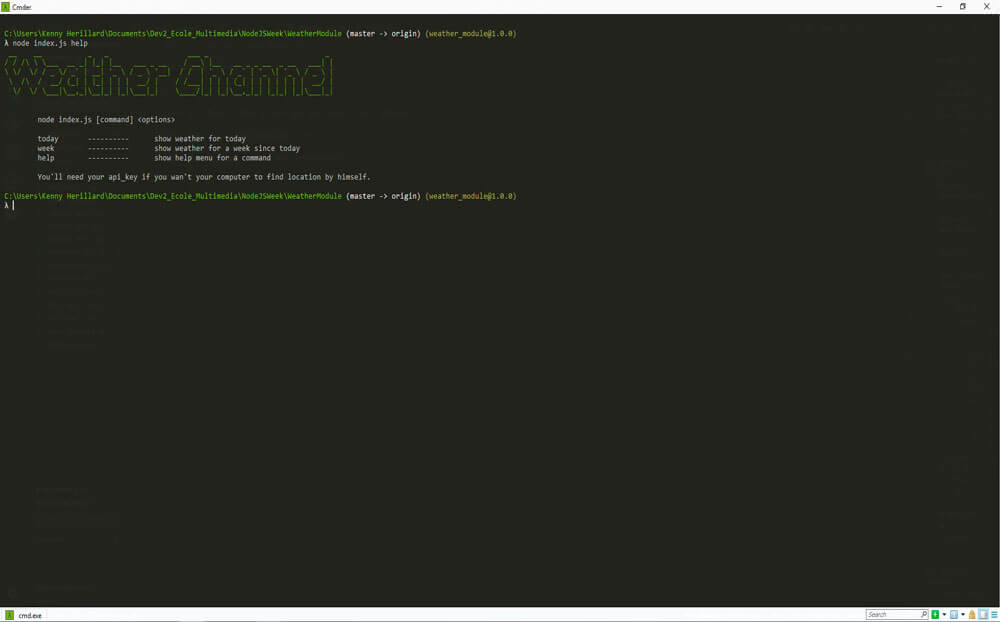 Cmder
C:\Users\Kenny Herillard\Documents\Dev2_Ecole_Multimedia\NodeJSWeek\WeatherModule (master -> origin) (weather_module@1.0.0)
λ node index.js help
Weather Channel
node index.js [command] <options>
today ---------- show weather for today
week ---------- show weather for a week since today
help ---------- show help menu for a command
You'll need your api_key if you wan't your computer to find location by himself.
C:\Users\Kenny Herillard\Documents\Dev2_Ecole_Multimedia\NodeJSWeek\WeatherModule (master -> origin) (weather_module@1.0.0)
λ
λ cmd.exe
Search